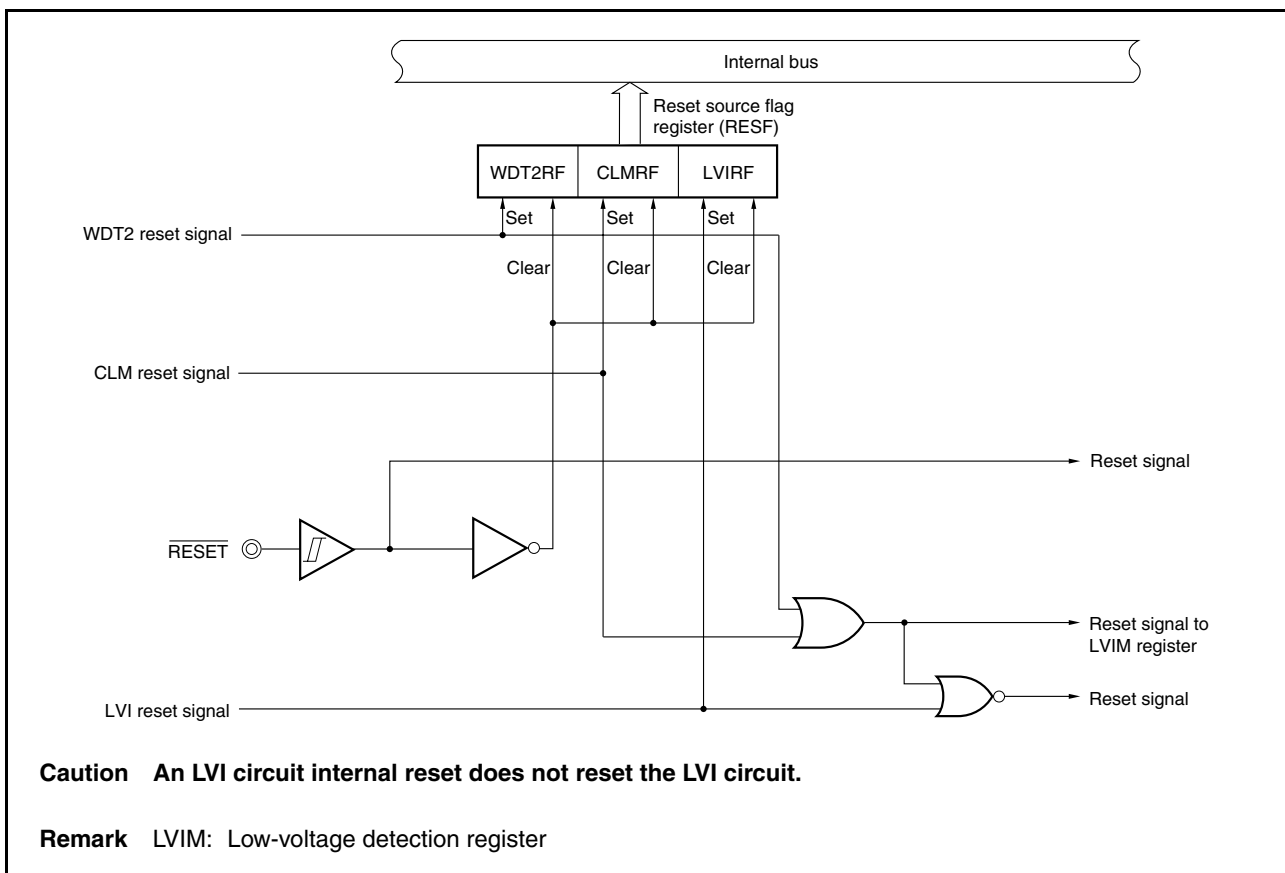 Internal bus
Reset source flag
register (RESF)
WDT2RF CLMRF LVIRF
Set Set Set
WDT2 reset signal
Clear Clear Clear
CLM reset signal
Reset signal
RESET
Reset signal to
LVIM register
Reset signal
LVI reset signal
Caution An LVI circuit internal reset does not reset the LVI circuit.
Remark LVIM: Low-voltage detection register